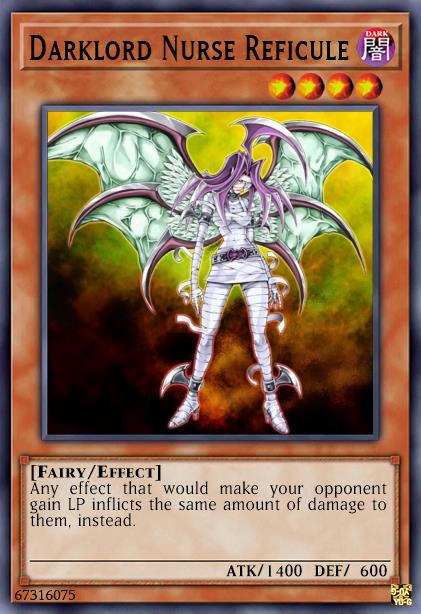 Darklord Nurse Reficule
DARK
闇
[Fairy/Effect]
Any effect that would make your opponent
gain LP inflicts the same amount of damage to
them, instead.
ATK/1400 DEF/ 600
67316075